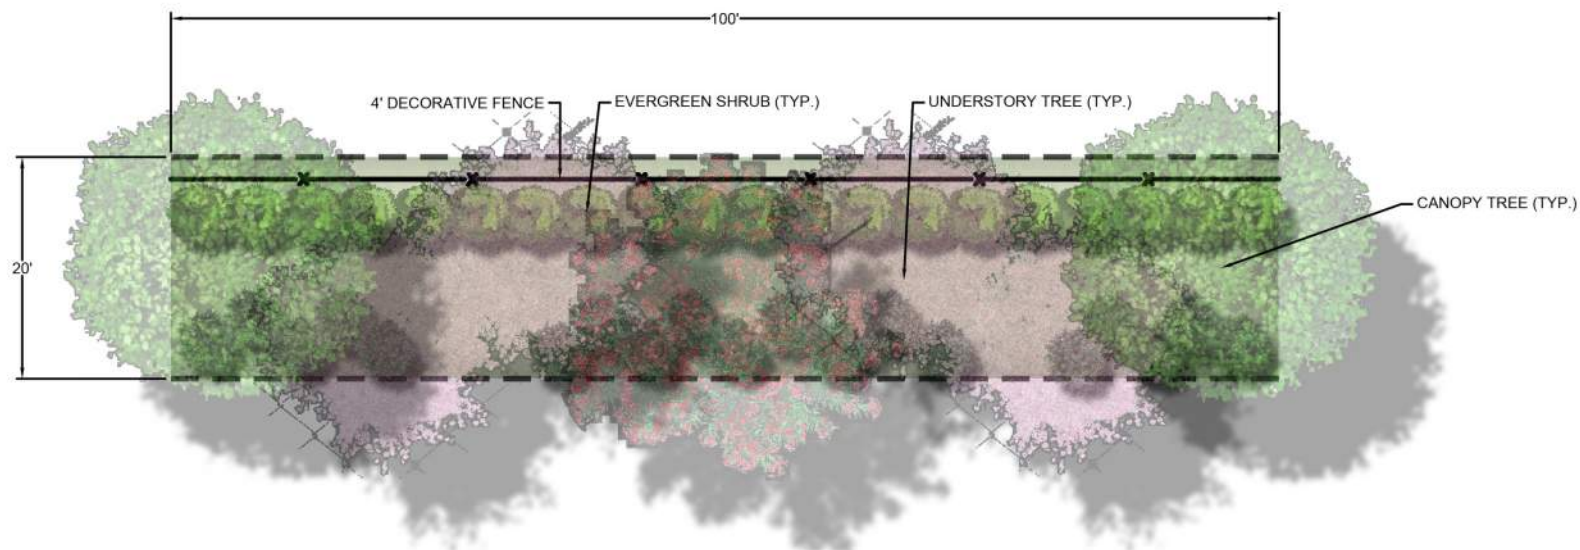 100'
4' DECORATIVE FENCE
EVERGREEN SHRUB (TYP.)
UNDERSTORY TREE (TYP.)
CANOPY TREE (TYP.)
20'